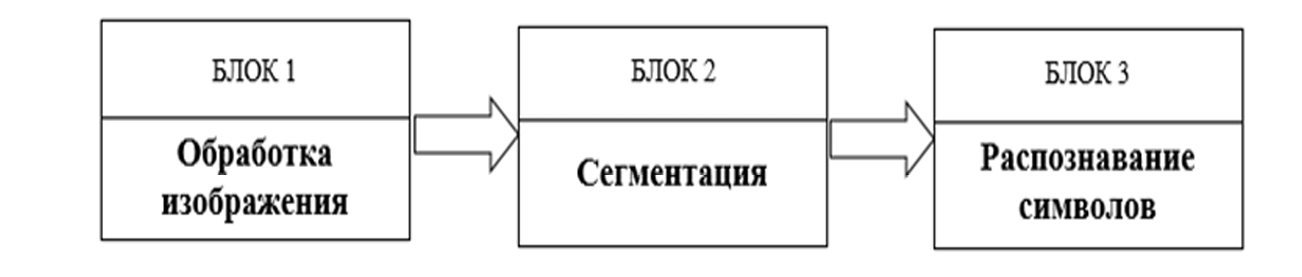 БЛОК 1
Обработка
изображения
БЛОК 2
Сегментация
БЛОК 3
Распознавание
символов